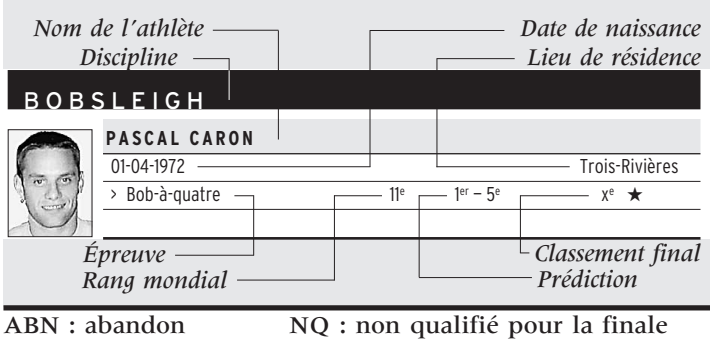 Nom de l'athlète Date de naissance
Discipline Lieu de résidence
BOBSLEIGH
PASCAL CARON
01-04-1972 Trois-Rivières
> Bob-à-quatre 11e 1er – 5e xe ★
Épreuve Classement final
Rang mondial Prédiction
ABN : abandon NQ : non qualifié pour la finale